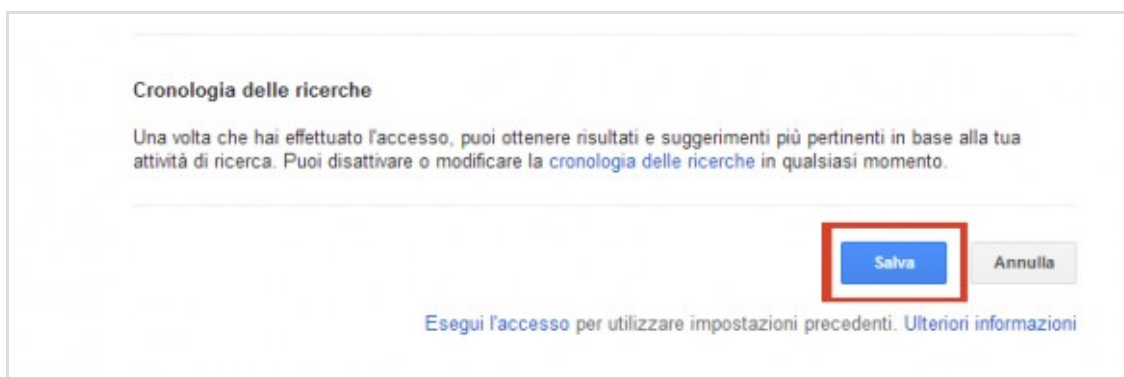 Cronologia delle ricerche
Una volta che hai effettuato l'accesso, puoi ottenere risultati e suggerimenti più pertinenti in base alla tua
attività di ricerca. Puoi disattivare o modificare la cronologia delle ricerche in qualsiasi momento.
Salva
Annulla
Esegui l'accesso per utilizzare impostazioni precedenti. Ulteriori informazioni